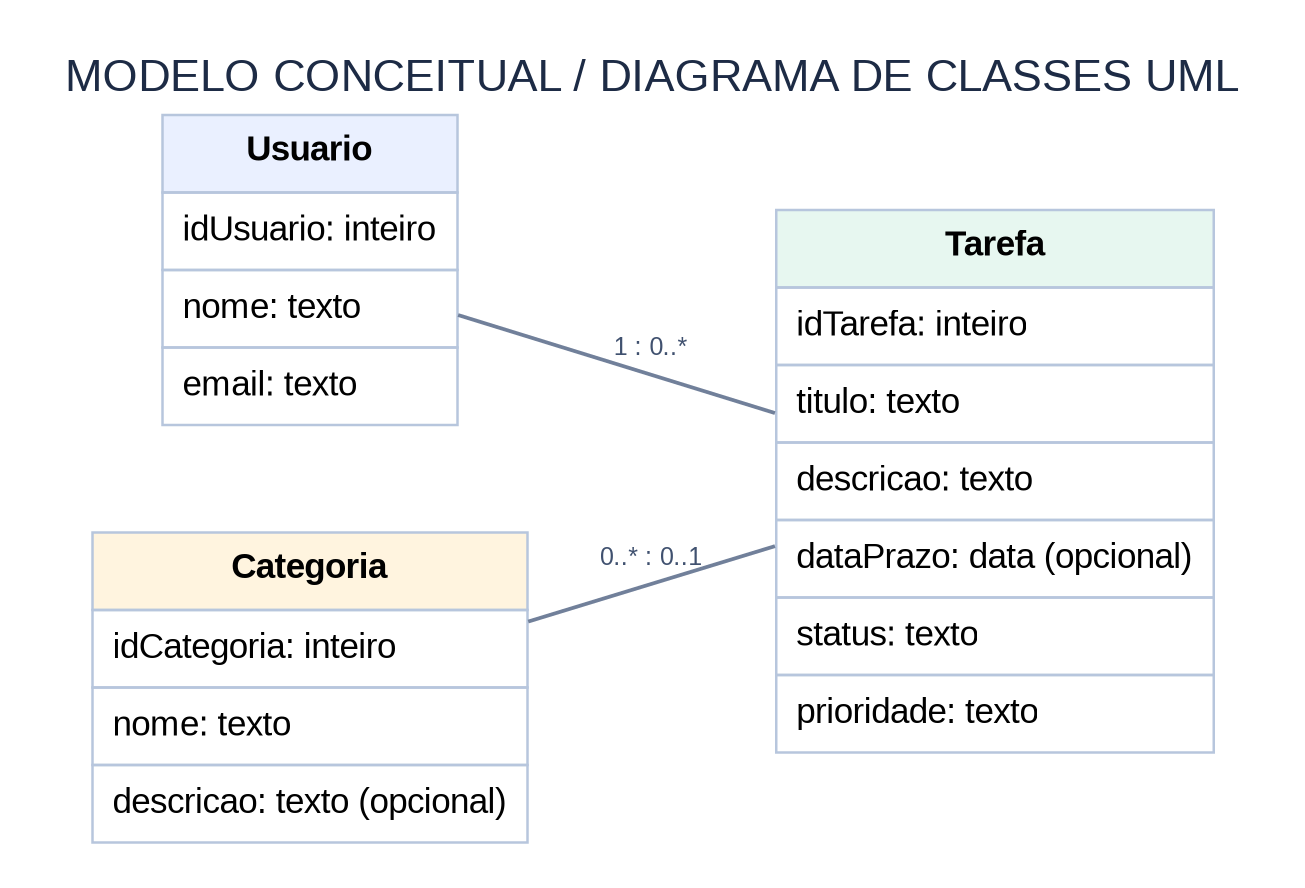 MODELO CONCEITUAL / DIAGRAMA DE CLASSES UML
Usuario
idUsuario: inteiro
nome: texto
email: texto
1 : 0..*
Tarefa
idTarefa: inteiro
titulo: texto
descricao: texto
dataPrazo: data (opcional)
status: texto
prioridade: texto
0..* : 0..1
Categoria
idCategoria: inteiro
nome: texto
descricao: texto (opcional)